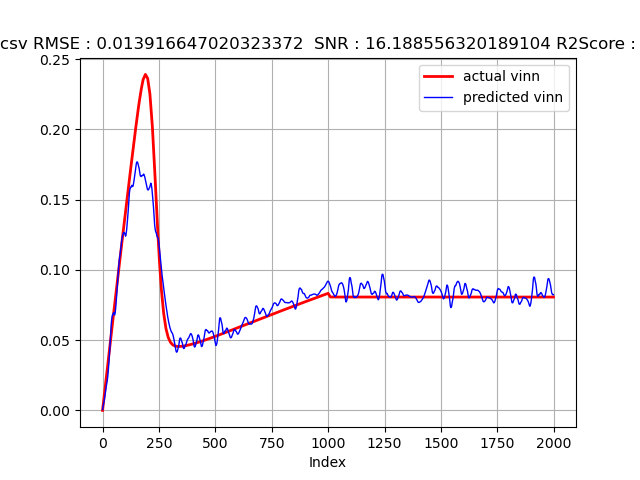 csv RMSE : 0.013916647020323372 SNR : 16.188556320189104 R2Score :
actual vinn
predicted vinn
0.25
0.20
0.15
0.10
0.05
0.00
0 250 500 750 1000 1250 1500 1750 2000
Index